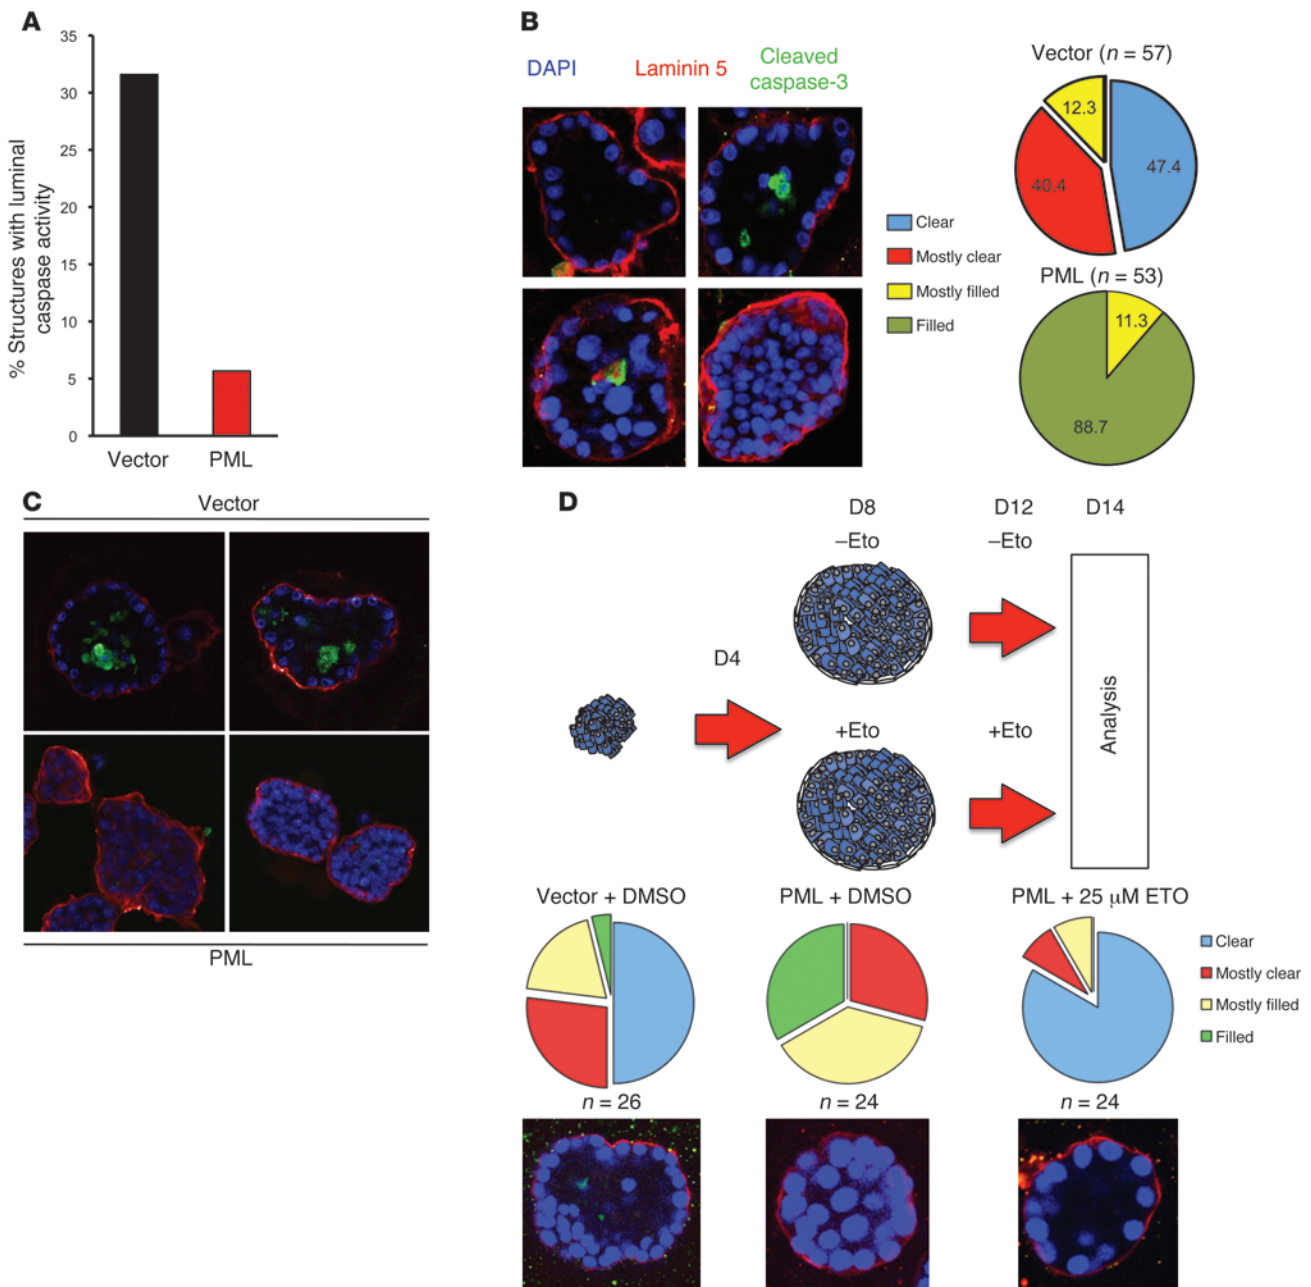 A
35
30
25
20
15
10
5
0
% Structures with luminal
caspase activity
Vector
PML
B
DAPI
Laminin 5
Cleaved
caspase-3
Clear
Mostly clear
Mostly filled
Filled
Vector (n = 57)
12.3
47.4
40.4
PML (n = 53)
11.3
88.7
C
Vector
PML
D
D8
D12
D14
–Eto
–Eto
D4
+Eto
+Eto
Analysis
Vector + DMSO
PML + DMSO
PML + 25 μM ETO
Clear
Mostly clear
Mostly filled
Filled
n = 26
n = 24
n = 24